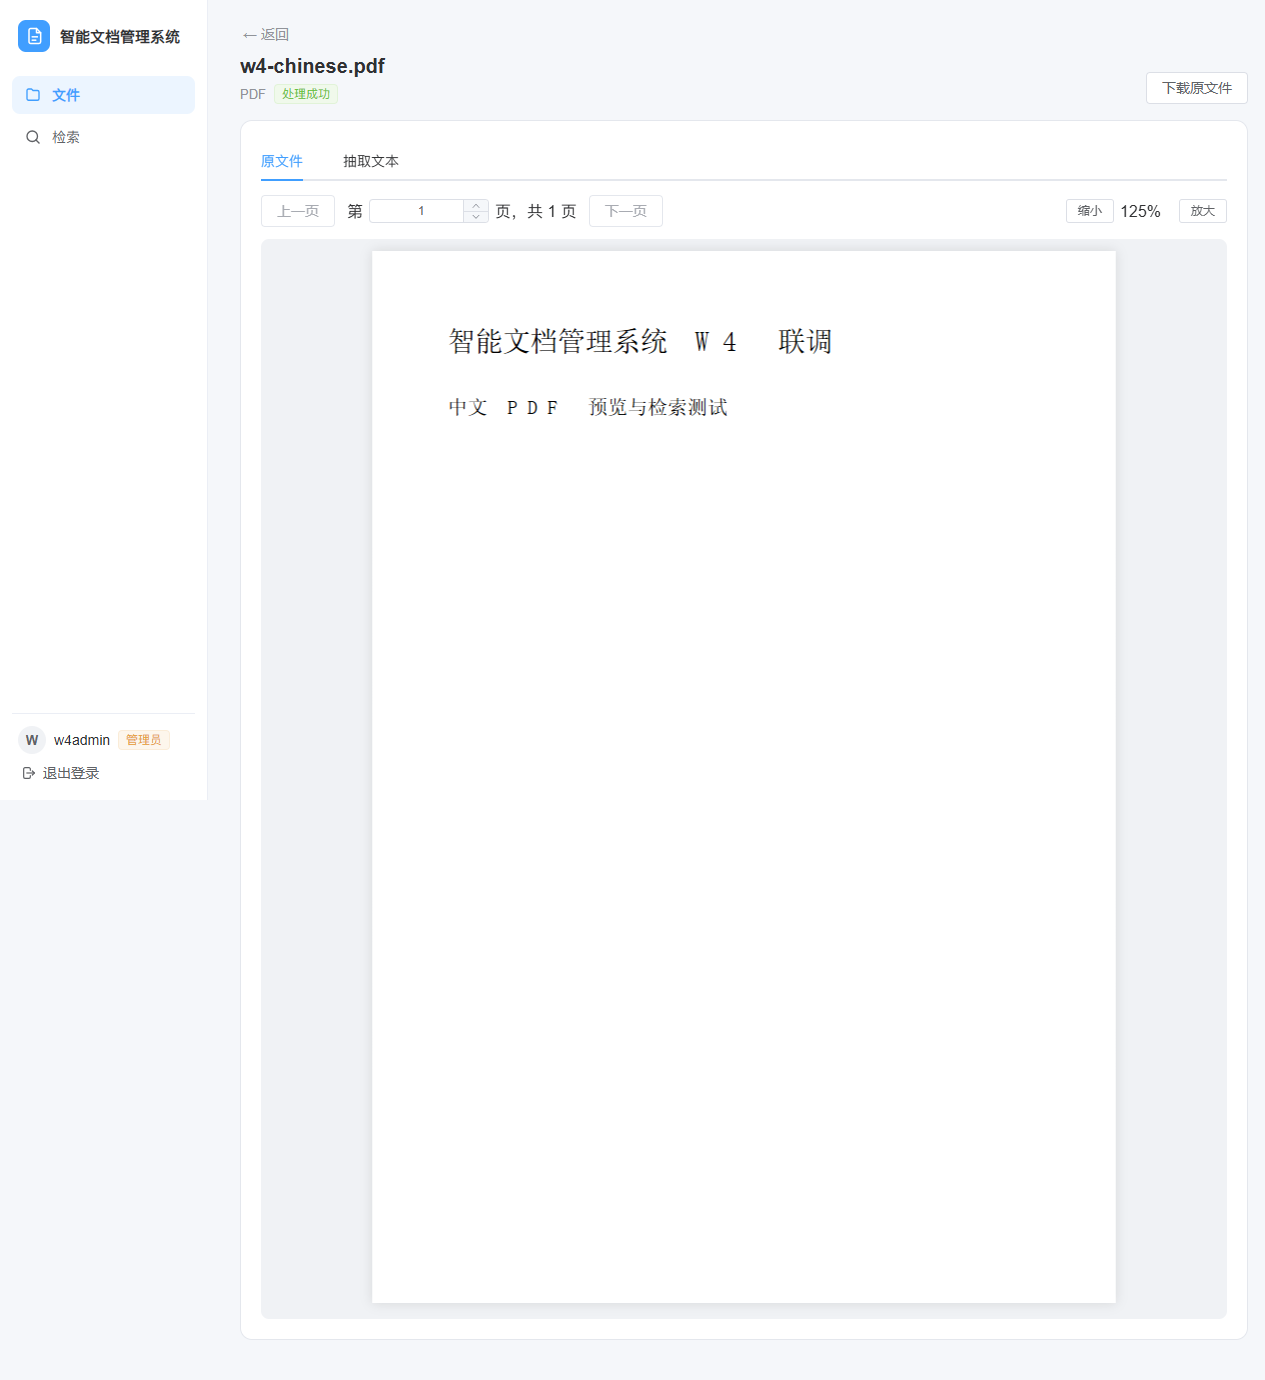 智能文档管理系统
文件
检索
W w4admin 管理员
退出登录
← 返回
w4-chinese.pdf
PDF 处理成功
下载原文件
原文件 抽取文本
上一页 第 1 页，共 1 页 下一页 缩小 125% 放大
智能文档管理系统 W 4 联调
中文 P D F 预览与检索测试